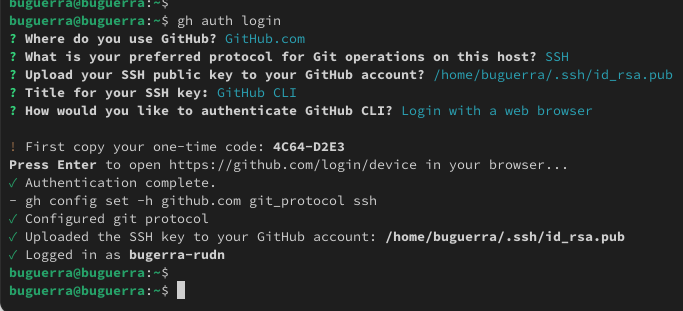 buguerra@buguerra:~$
buguerra@buguerra:~$ gh auth login
? Where do you use GitHub? GitHub.com
? What is your preferred protocol for Git operations on this host? SSH
? Upload your SSH public key to your GitHub account? /home/buguerra/.ssh/id_rsa.pub
? Title for your SSH key: GitHub CLI
? How would you like to authenticate GitHub CLI? Login with a web browser
! First copy your one-time code: 4C64-D2E3
Press Enter to open https://github.com/login/device in your browser...
✓ Authentication complete.
- gh config set -h github.com git_protocol ssh
✓ Configured git protocol
✓ Uploaded the SSH key to your GitHub account: /home/buguerra/.ssh/id_rsa.pub
✓ Logged in as bugerra-rudn
buguerra@buguerra:~$
buguerra@buguerra:~$